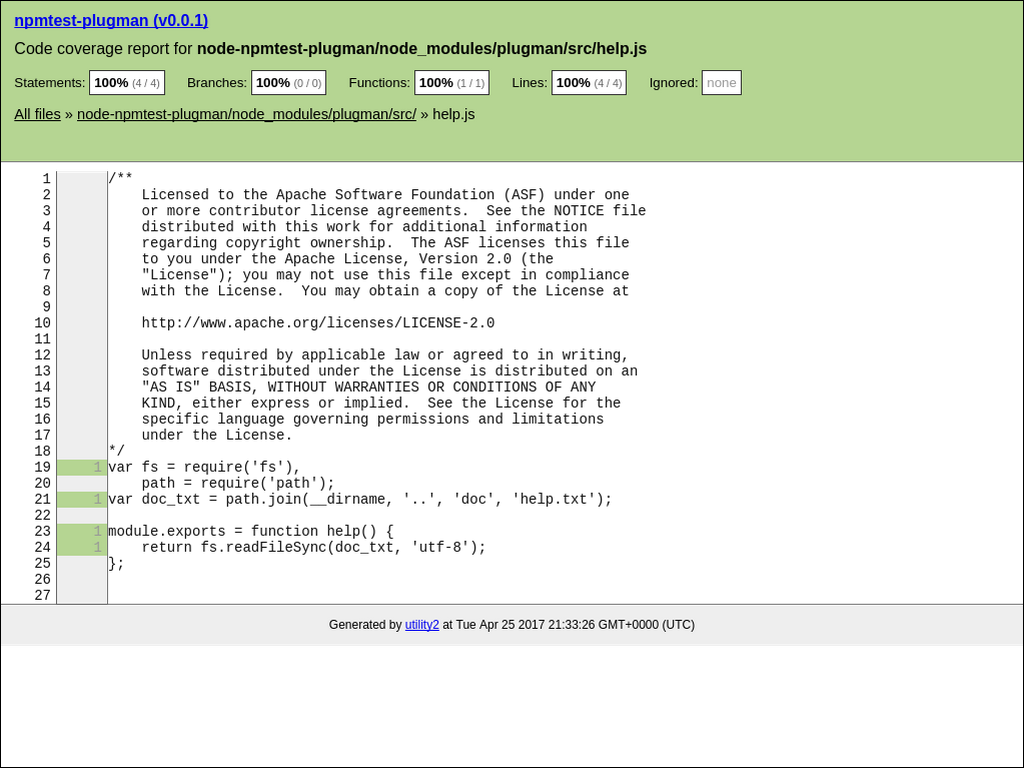 npmtest-plugman (v0.0.1)
Code coverage report for node-npmtest-plugman/node_modules/plugman/src/help.js
Statements: 100% (4 / 4) Branches: 100% (0 / 0) Functions: 100% (1 / 1) Lines: 100% (4 / 4) Ignored: none
All files » node-npmtest-plugman/node_modules/plugman/src/ » help.js
1 /**
2 Licensed to the Apache Software Foundation (ASF) under one
3 or more contributor license agreements.  See the NOTICE file
4 distributed with this work for additional information
5 regarding copyright ownership.  The ASF licenses this file
6 to you under the Apache License, Version 2.0 (the
7 "License"); you may not use this file except in compliance
8 with the License.  You may obtain a copy of the License at
9
10 http://www.apache.org/licenses/LICENSE-2.0
11
12 Unless required by applicable law or agreed to in writing,
13 software distributed under the License is distributed on an
14 "AS IS" BASIS, WITHOUT WARRANTIES OR CONDITIONS OF ANY
15 KIND, either express or implied.  See the License for the
16 specific language governing permissions and limitations
17 under the License.
18 */
19 1 var fs = require('fs'),
20 path = require('path');
21 1 var doc_txt = path.join(__dirname, '..', 'doc', 'help.txt');
22
23 1 module.exports = function help() {
24 1 return fs.readFileSync(doc_txt, 'utf-8');
25 };
26
27
Generated by utility2 at Tue Apr 25 2017 21:33:26 GMT+0000 (UTC)